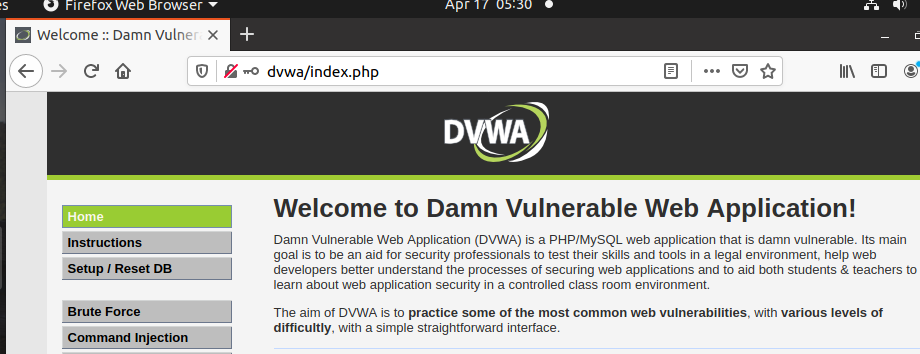 es Firefox Web Browser Apr 17 05:30
Welcome :: Damn Vulner
dvwa/index.php
DVWA
Home
Instructions
Setup / Reset DB
Brute Force
Command Injection
Welcome to Damn Vulnerable Web Application!
Damn Vulnerable Web Application (DVWA) is a PHP/MySQL web application that is damn vulnerable. Its main
goal is to be an aid for security professionals to test their skills and tools in a legal environment, help web
developers better understand the processes of securing web applications and to aid both students & teachers to
learn about web application security in a controlled class room environment.
The aim of DVWA is to practice some of the most common web vulnerabilities, with various levels of
difficultly, with a simple straightforward interface.